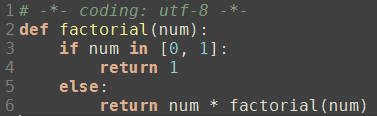 1 # -*- coding: utf-8 -*-
2 def factorial(num):
3     if num in [0, 1]:
4         return 1
5     else:
6         return num * factorial(num)